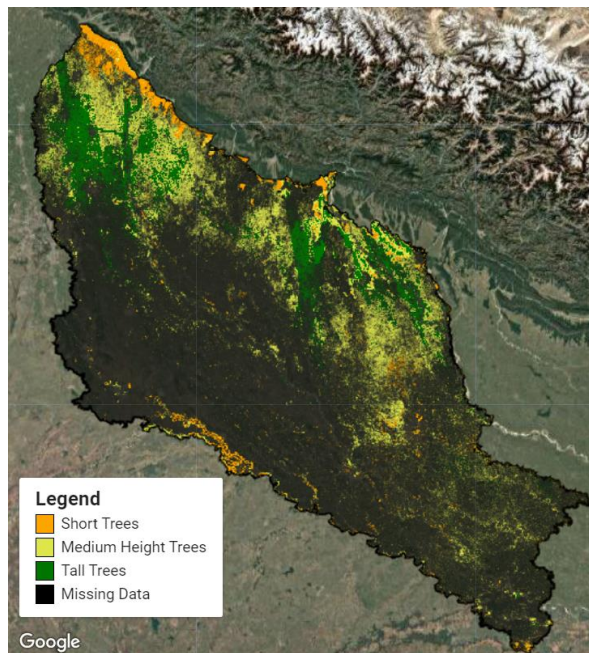 Legend
Short Trees
Medium Height Trees
Tall Trees
Missing Data
Google